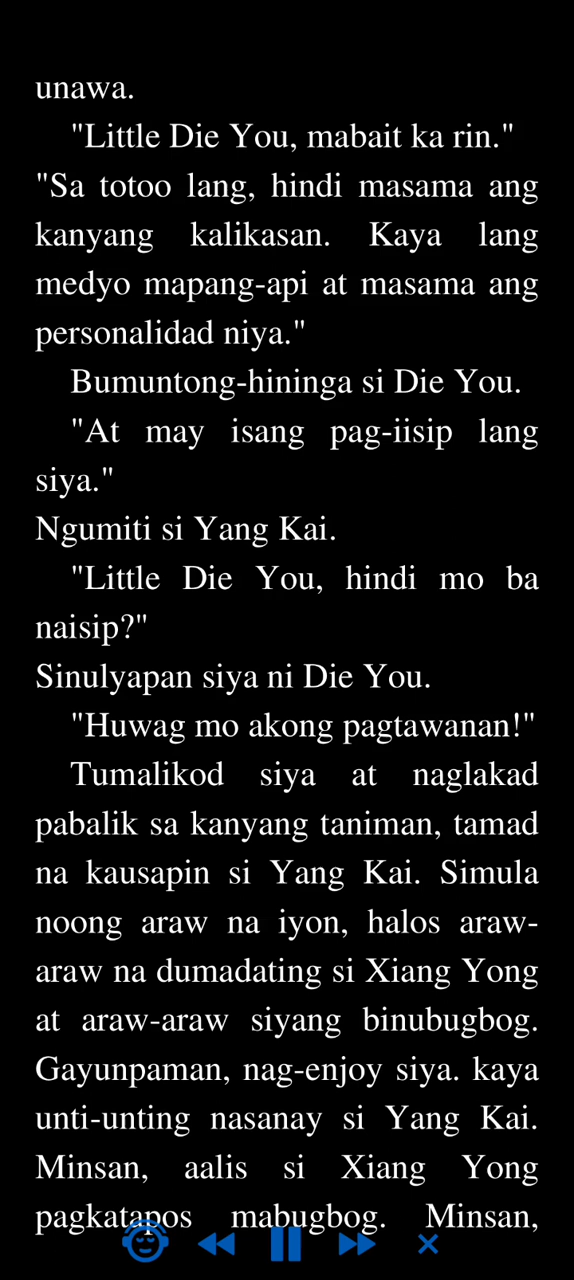 unawa.
"Little Die You, mabait ka rin."
"Sa totoo lang, hindi masama ang
kanyang kalikasan. Kaya lang
medyo mapang-api at masama ang
personalidad niya."
Bumuntong-hininga si Die You.
"At may isang pag-iisip lang
siya."
Ngumiti si Yang Kai.
"Little Die You, hindi mo ba
naisip?"
Sinulyapan siya ni Die You.
"Huwag mo akong pagtawanan!"
Tumalikod siya at naglakad
pabalik sa kanyang taniman, tamad
na kausapin si Yang Kai. Simula
noong araw na iyon, halos araw-
araw na dumadating si Xiang Yong
at araw-araw siyang binubugbog.
Gayunpaman, nag-enjoy siya. kaya
unti-unting nasanay si Yang Kai.
Minsan, aalis si Xiang Yong
pagkatapos mabugbog. Minsan,